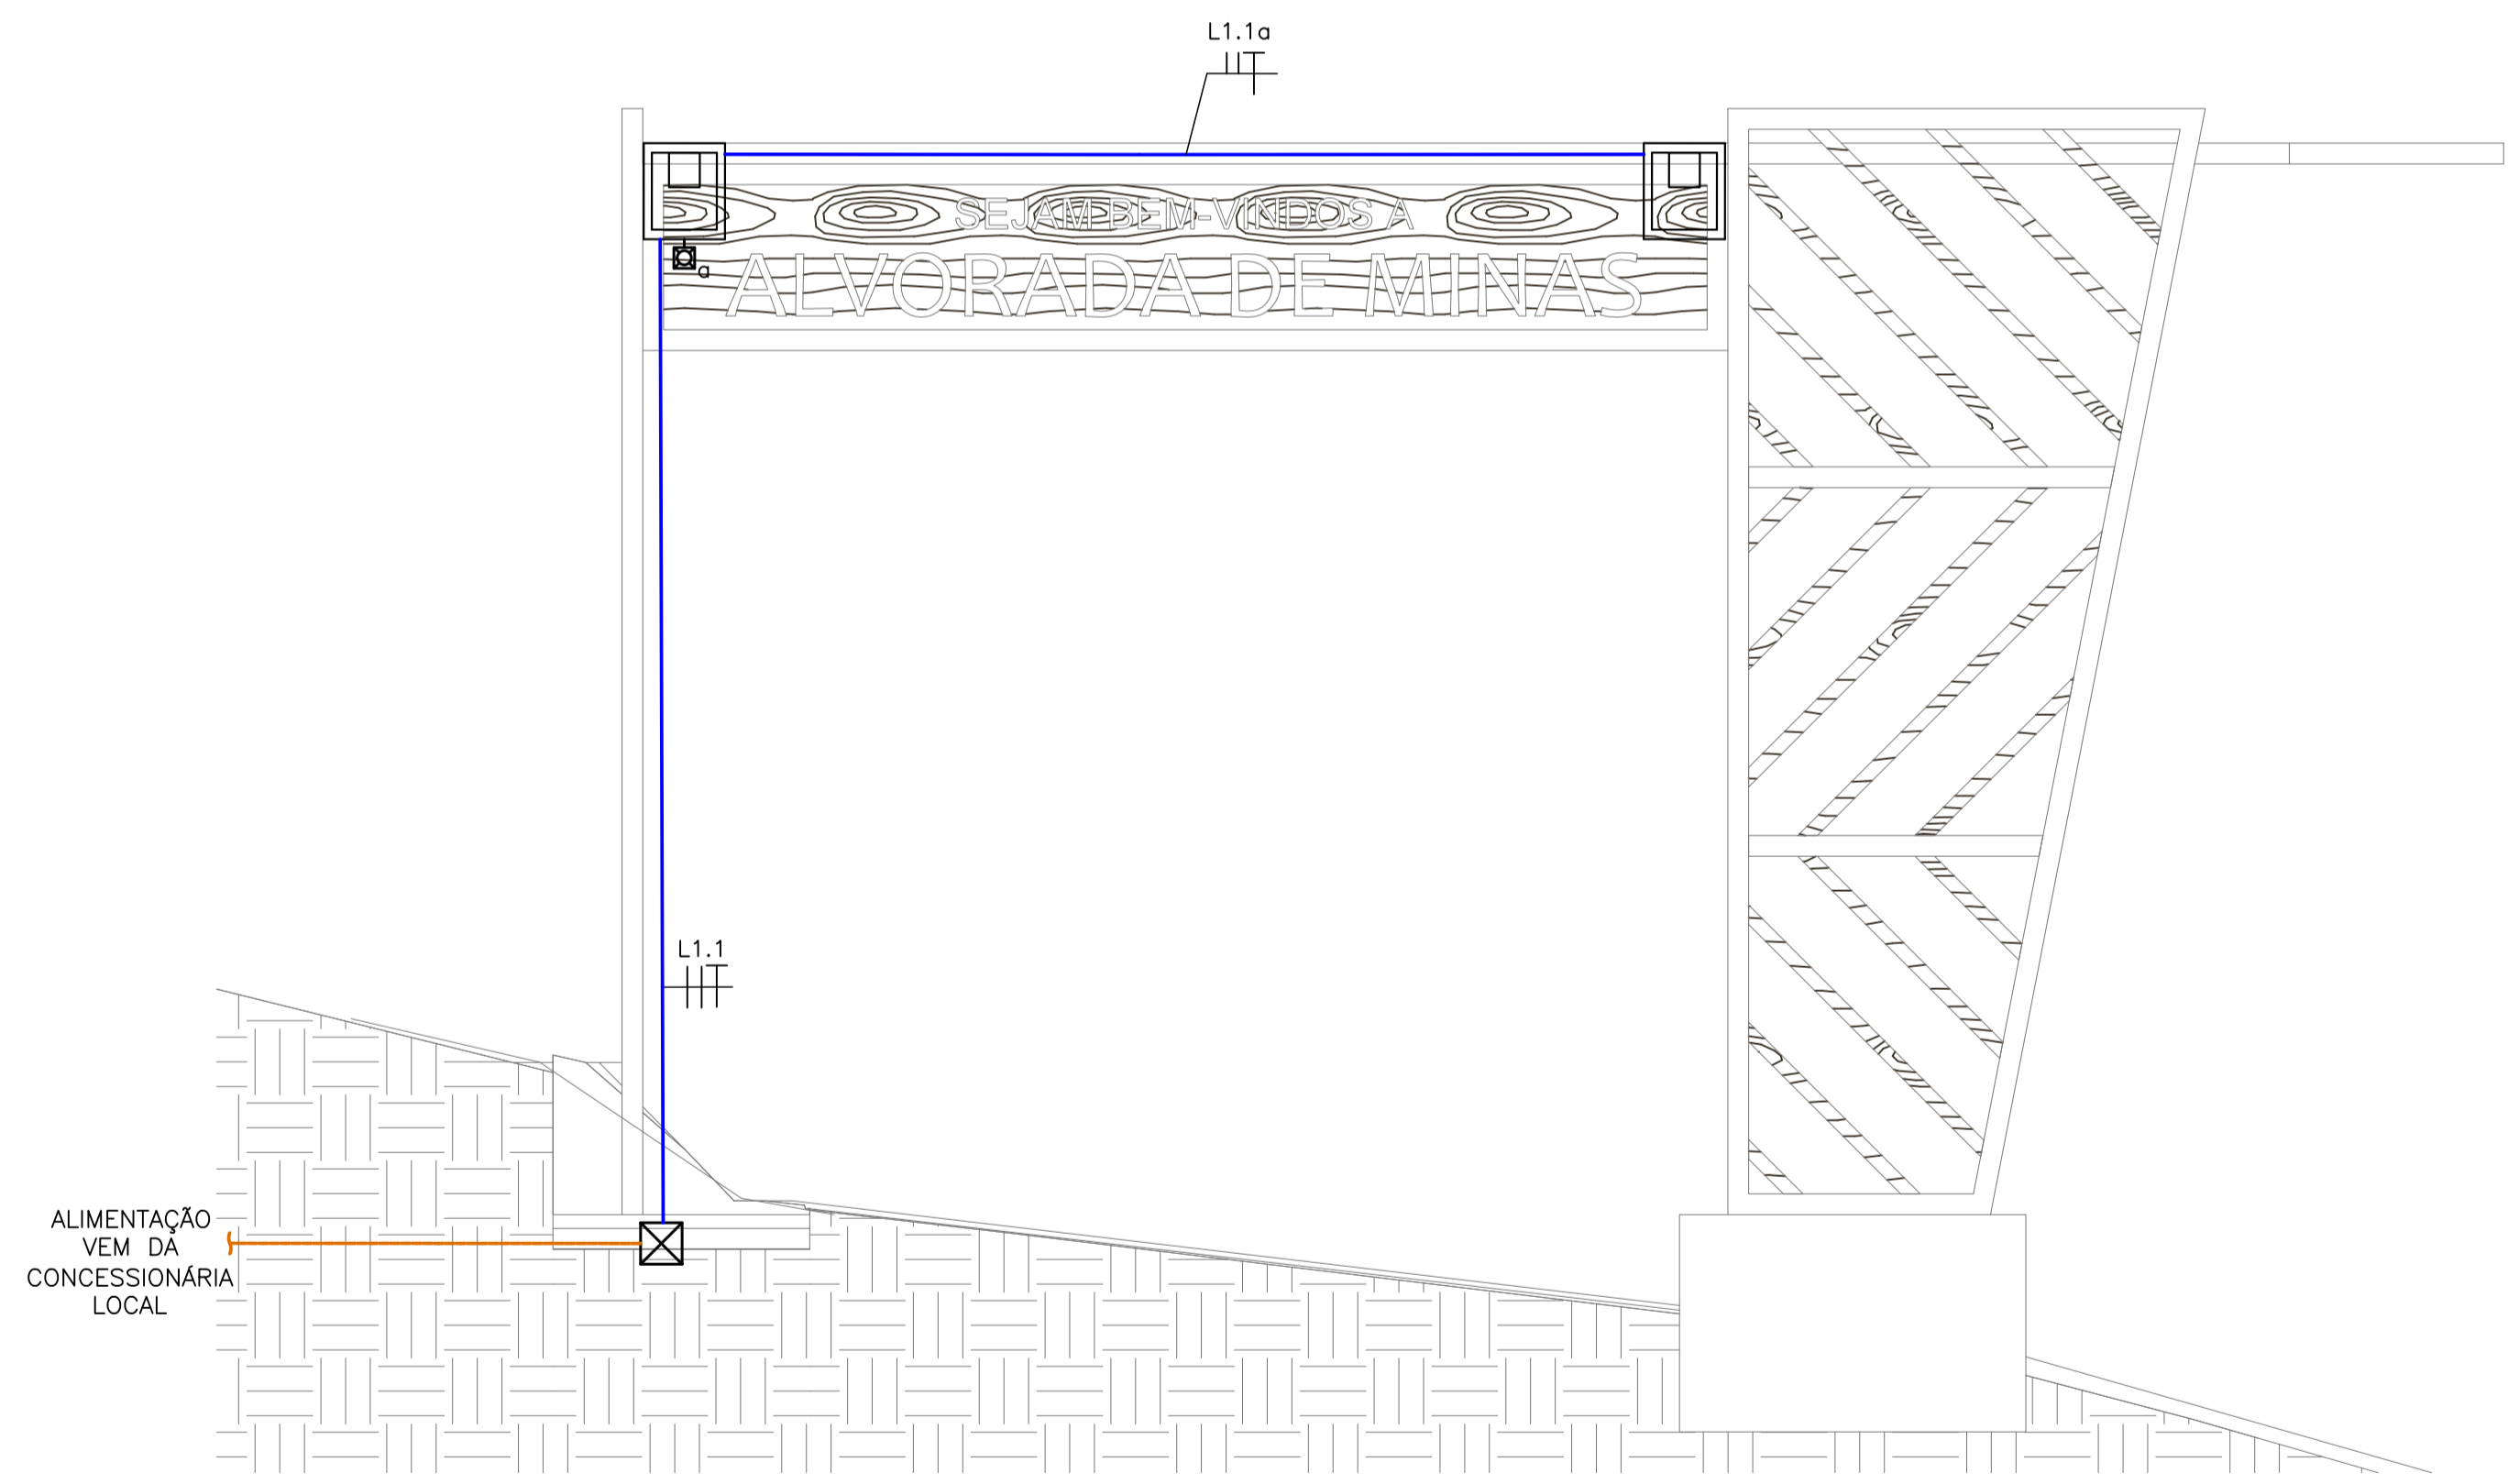 L1.1a
SEJAM BEM-VINDOS A
a
ALVORADA DE MINAS
L1.1
ALIMENTAÇÃO
VEM DA
CONCESSIONÁRIA
LOCAL